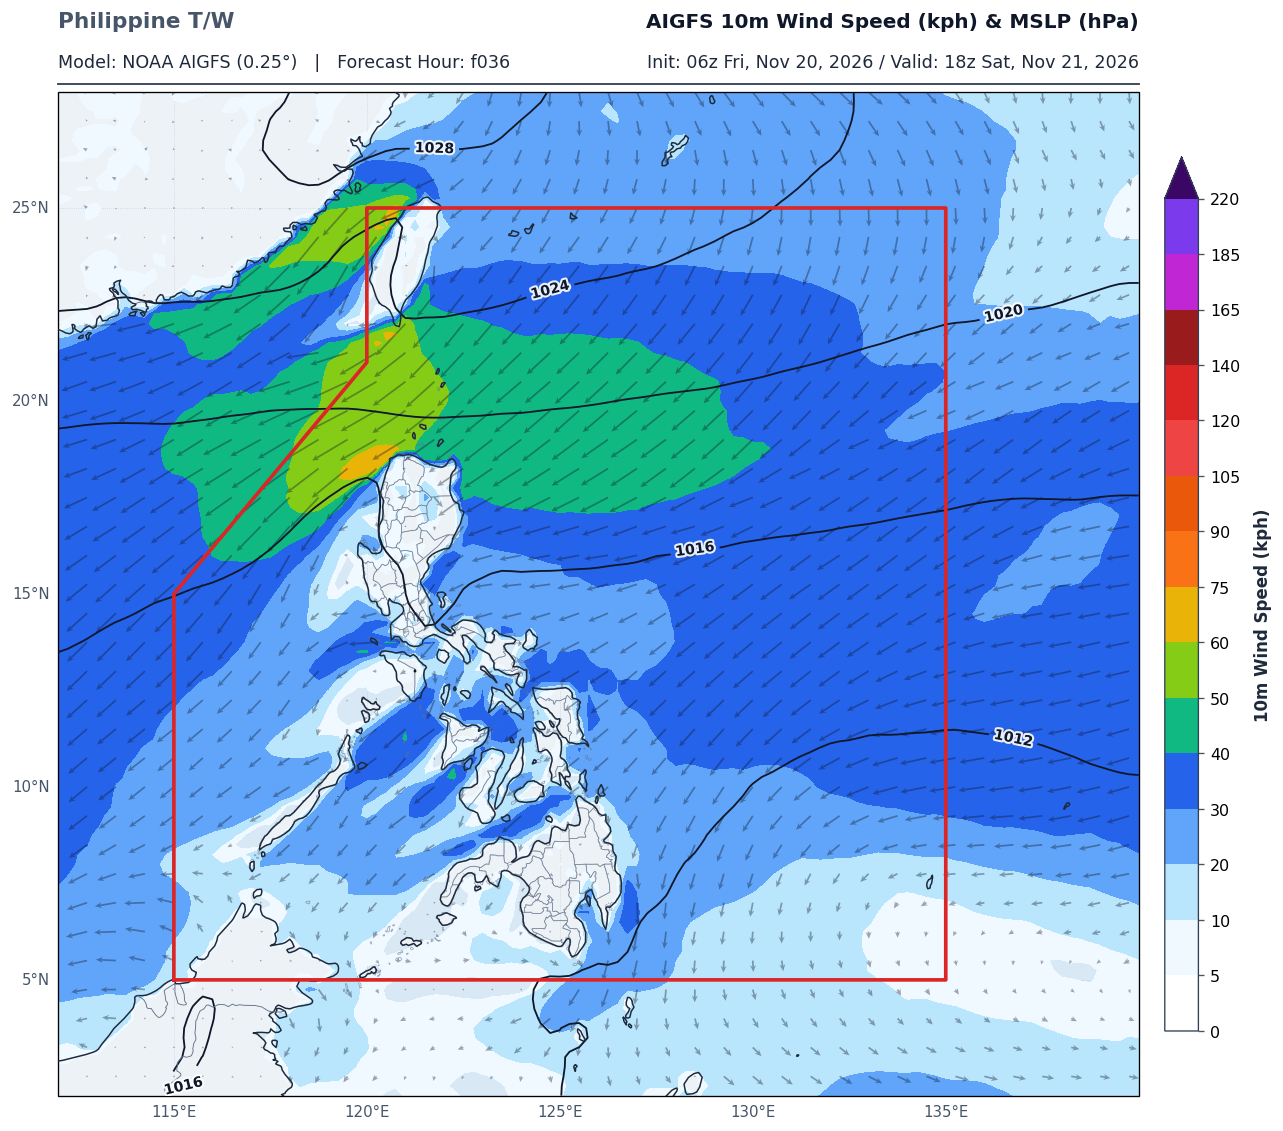 Philippine T/W
AIGFS 10m Wind Speed (kph) & MSLP (hPa)
Model: NOAA AIGFS (0.25°) | Forecast Hour: f036
Init: 06z Fri, Nov 20, 2026 / Valid: 18z Sat, Nov 21, 2026
1028
1024
1020
1016
1012
1016
25°N
20°N
15°N
10°N
5°N
115°E
120°E
125°E
130°E
135°E
220
185
165
140
120
105
90
75
60
50
40
30
20
10
5
0
10m Wind Speed (kph)